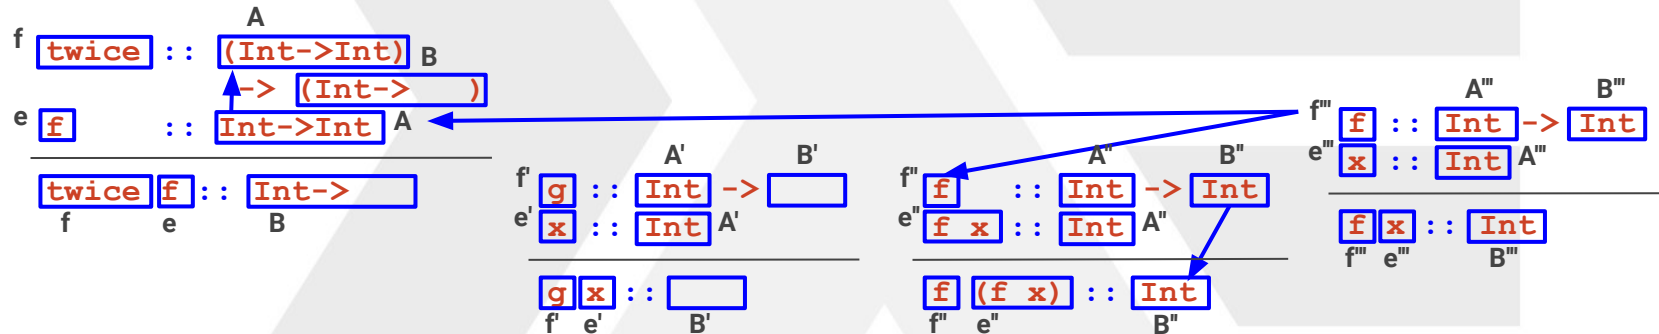 A
f twice :: (Int->Int) B
-> (Int-> )
e f :: Int->Int A
twice f :: Int->
f e B
A' B'
f' g :: Int ->
e' x :: Int A'
g x ::
f' e' B'
A'' B''
f'' f :: Int -> Int
e'' f x :: Int A''
f (f x) :: Int
f'' e'' B''
A''' B'''
f''' f :: Int -> Int
e''' x :: Int A'''
f x :: Int
f''' e''' B'''